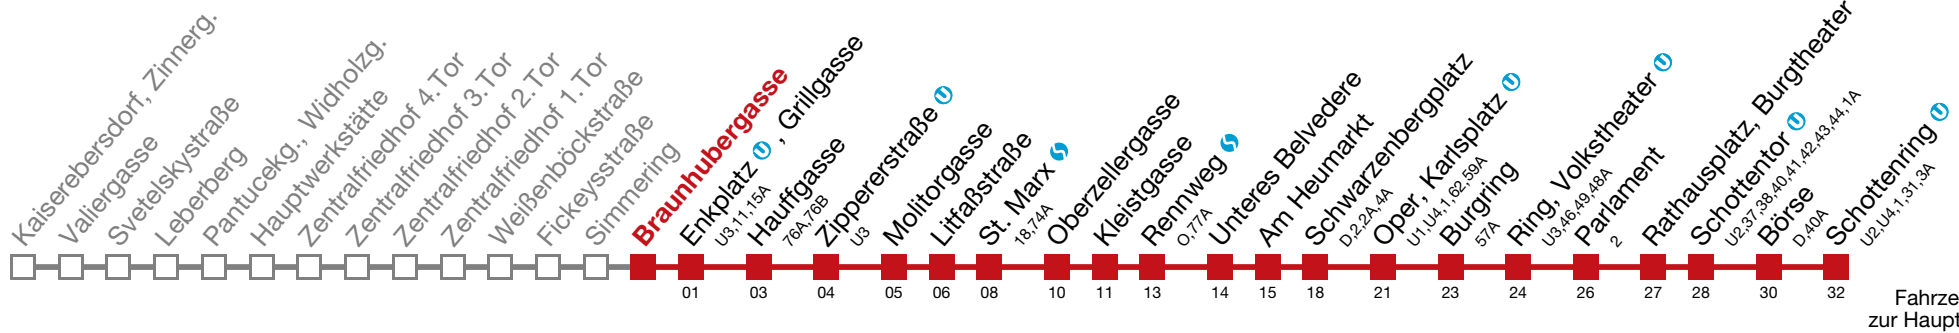 Kaiserebersdorf, Zinnerg.
Valiergasse
Svetelskystraße
Leberberg
Pantucekg., Widholzg.
Hauptwerkstätte
Zentralfriedhof 4.Tor
Zentralfriedhof 3.Tor
Zentralfriedhof 2.Tor
Zentralfriedhof 1.Tor
Weißenböckstraße
Fickeysstraße
Simmering
Braunhubergasse
Enkplatz U , Grillgasse
U3,11,15A
01
Hauffgasse
76A,76B
03
Zippererstraße U
U3
04
Molitorgasse
05
Litfaßstraße
06
St. Marx S
18,74A
08
Oberzellergasse
10
Kleistgasse
11
Rennweg S
O,77A
13
Unteres Belvedere
14
Am Heumarkt
15
Schwarzenbergplatz
D,2,2A,4A
18
Oper, Karlsplatz U
U1,U4,1,62,59A
21
Burgring
57A
23
Ring, Volkstheater U
U3,46,49,48A
24
Parlament
2
26
Rathausplatz, Burgtheater
27
Schottentor U
U2,37,38,40,41,42,43,44,1A
28
Börse
D,40A
30
Schottenring U
U2,U4,1,31,3A
32
Fahrze
zur Haupt